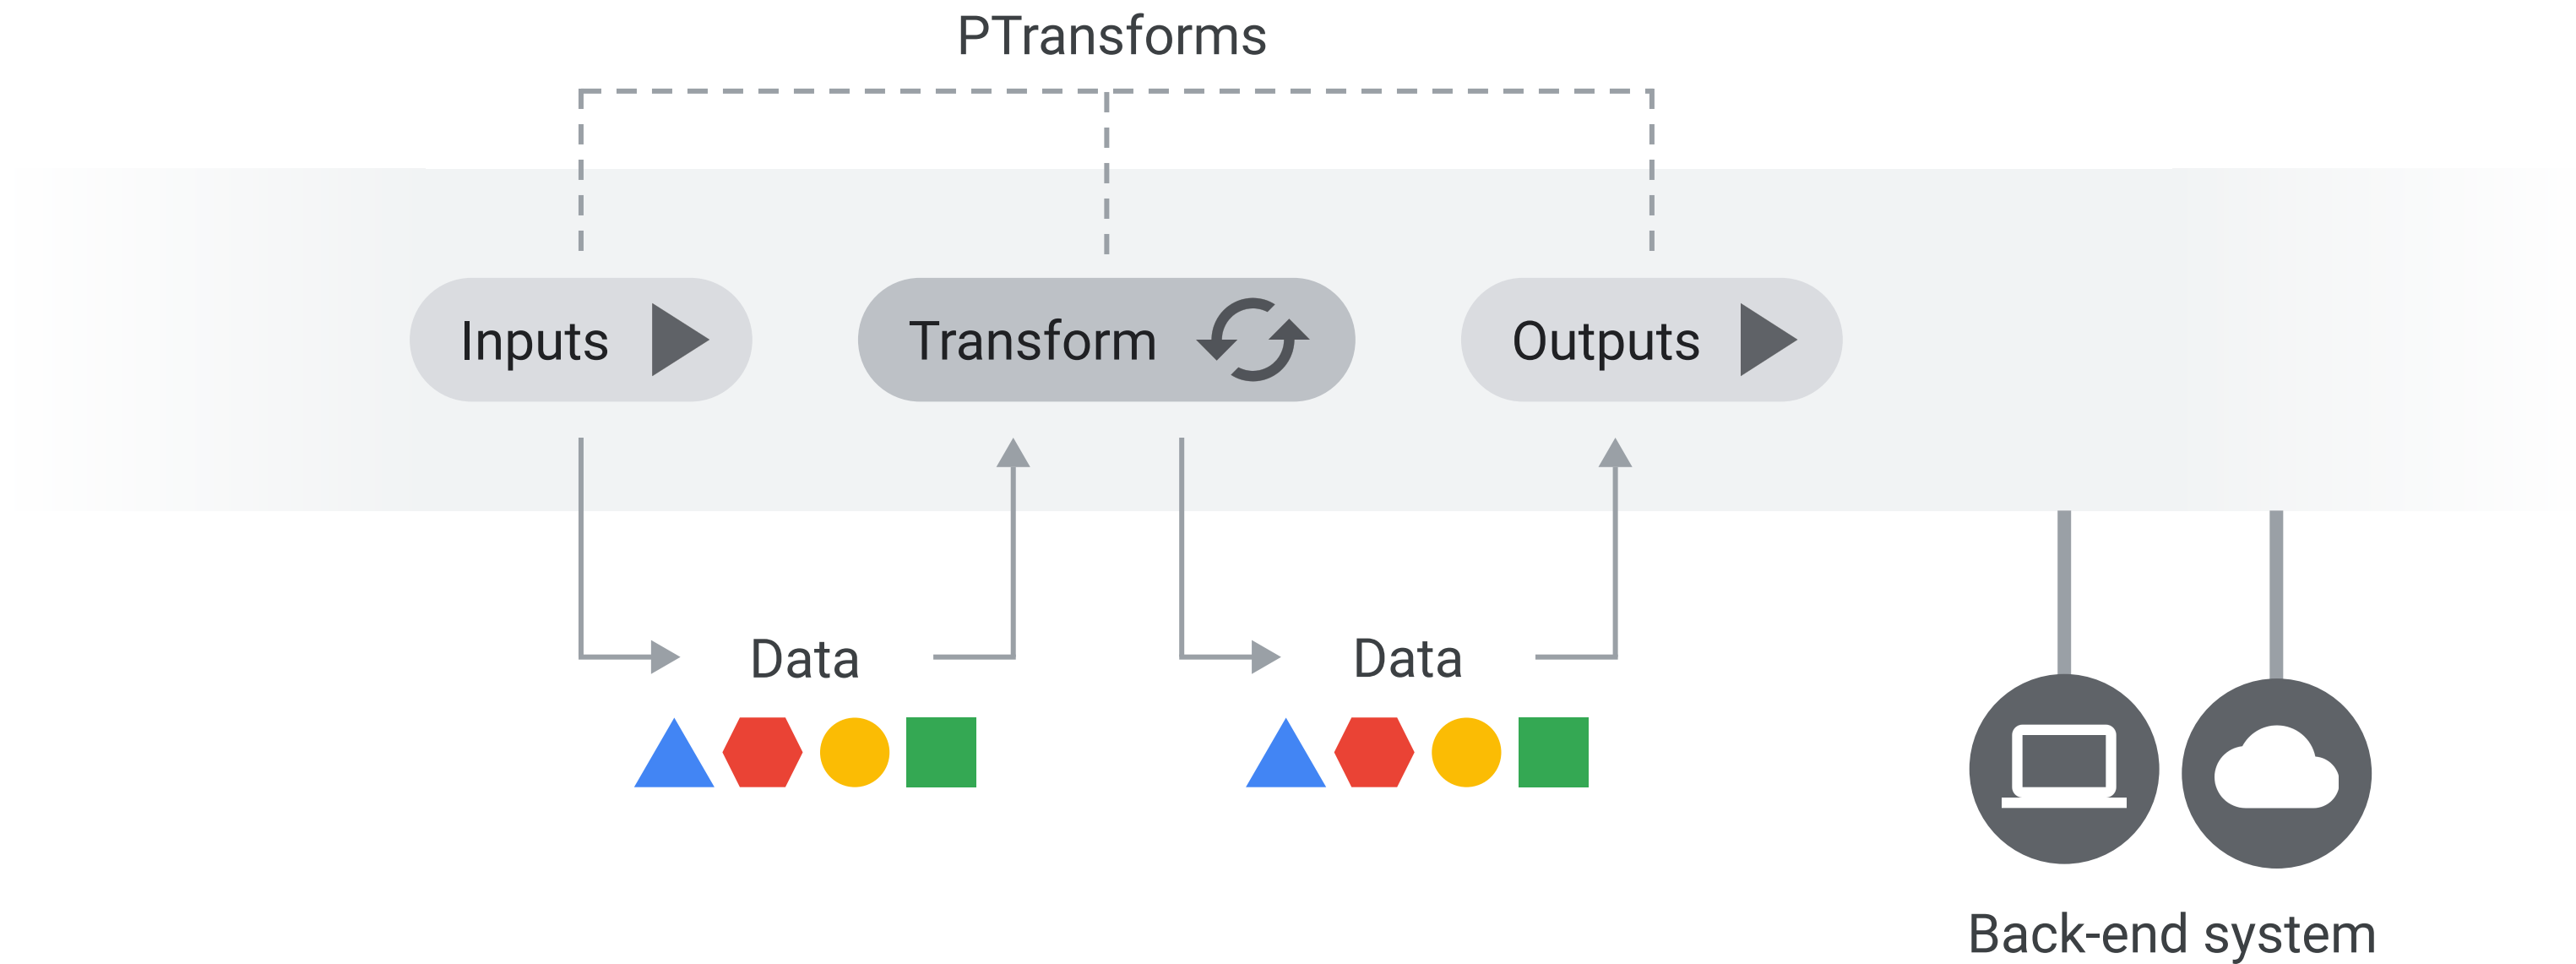 PTransforms
Inputs
Transform
Outputs
Data
Data
Back-end system